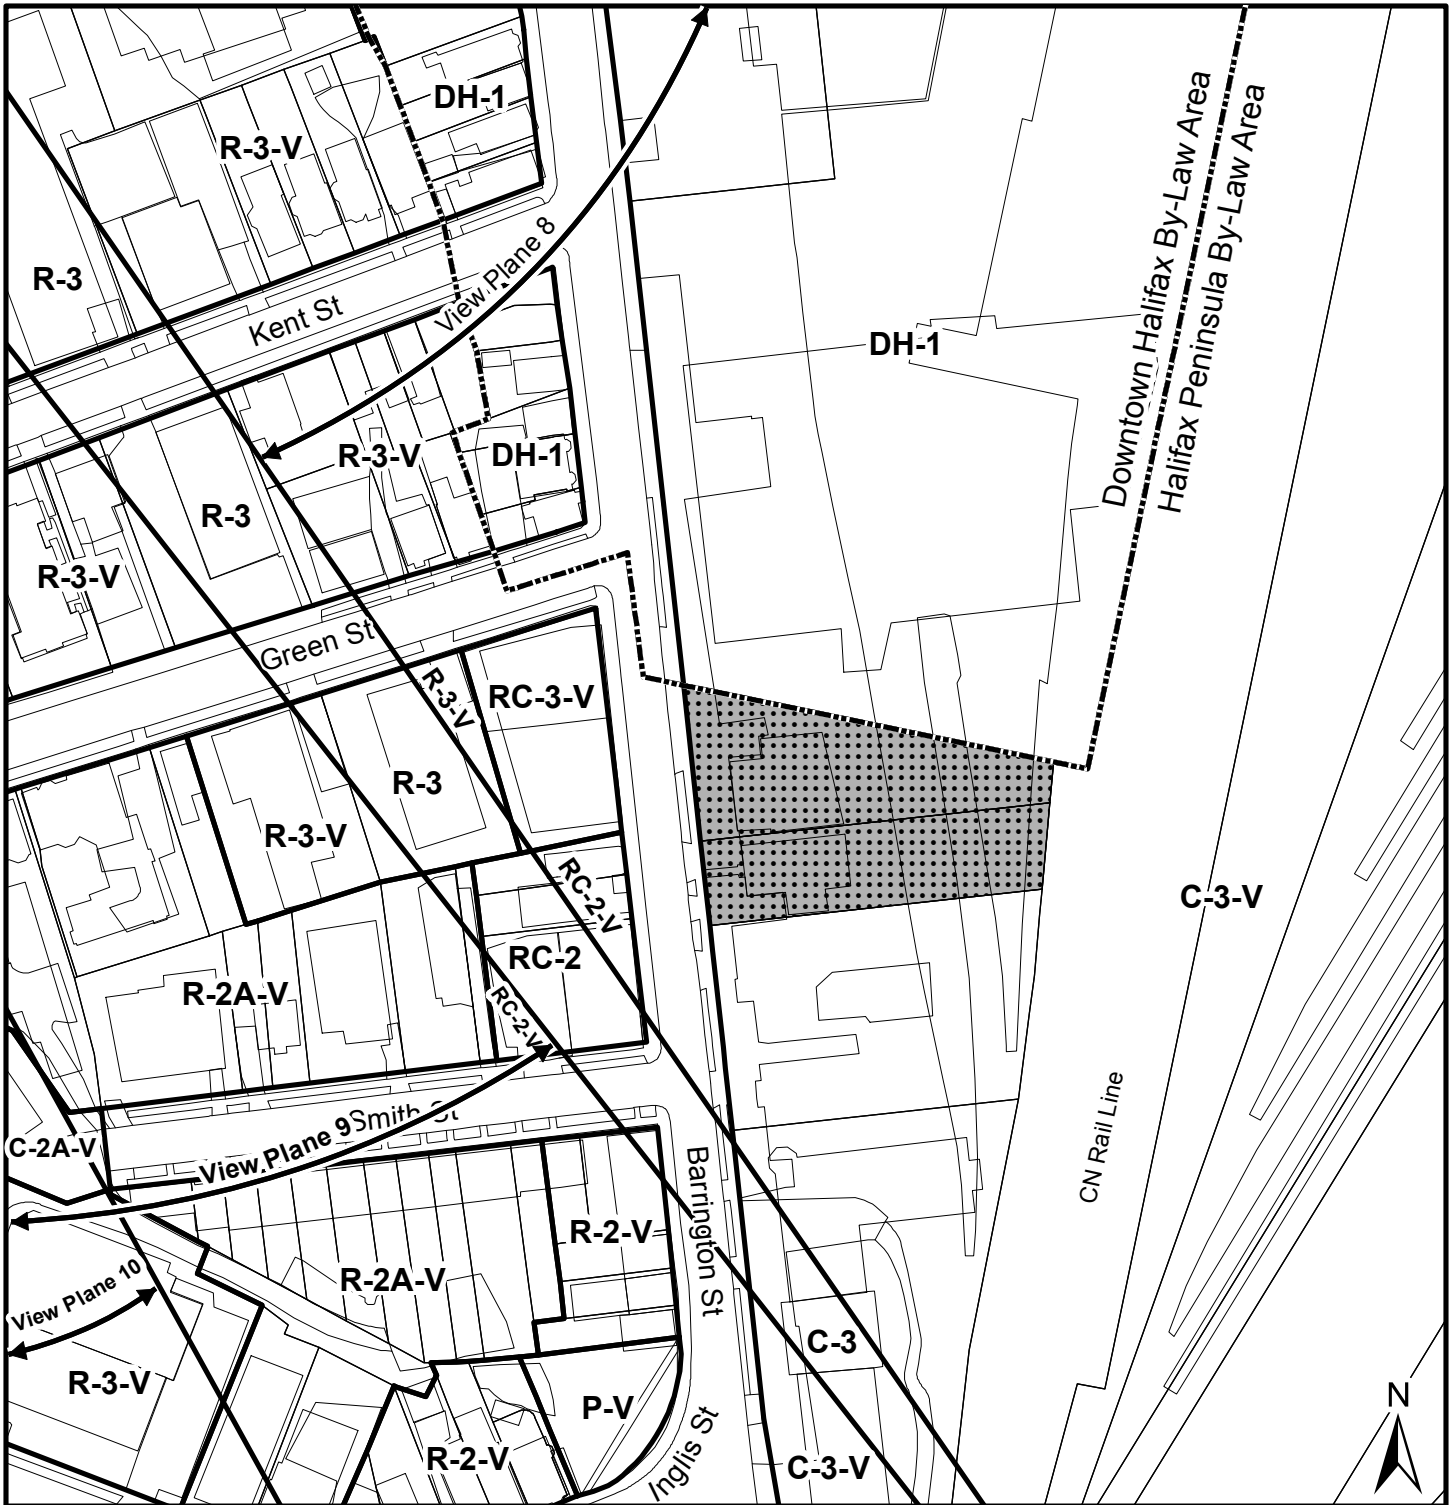 DH-1
R-3-V
Downtown Halifax By-Law Area
Halifax Peninsula By-Law Area
View Plane 8
R-3
Kent St
DH-1
R-3-V
DH-1
R-3
R-3-V
Green St
R-3-V
RC-3-V
R-3
R-3-V
RC-2-V
C-3-V
RC-2
R-2A-V
RC-2-V
Smith St
View Plane 9
C-2A-V
CN Rail Line
Barrington St
R-2-V
R-2A-V
View Plane 10
C-3
R-3-V
P-V
N
Inglis St
R-2-V
C-3-V